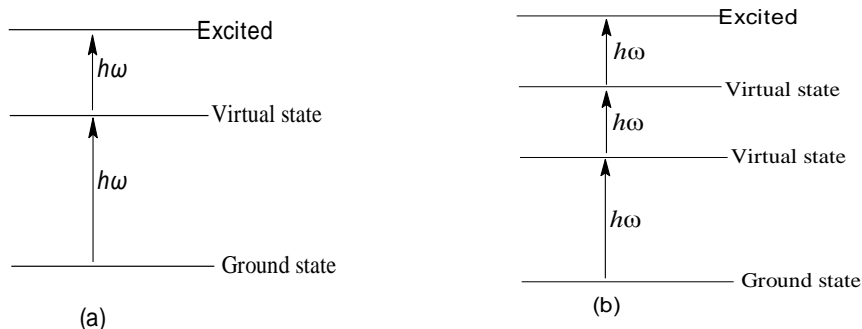 Excited
hω
Virtual state
hω
Ground state
(a)
Excited
hω
Virtual state
hω
Virtual state
hω
Ground state
(b)